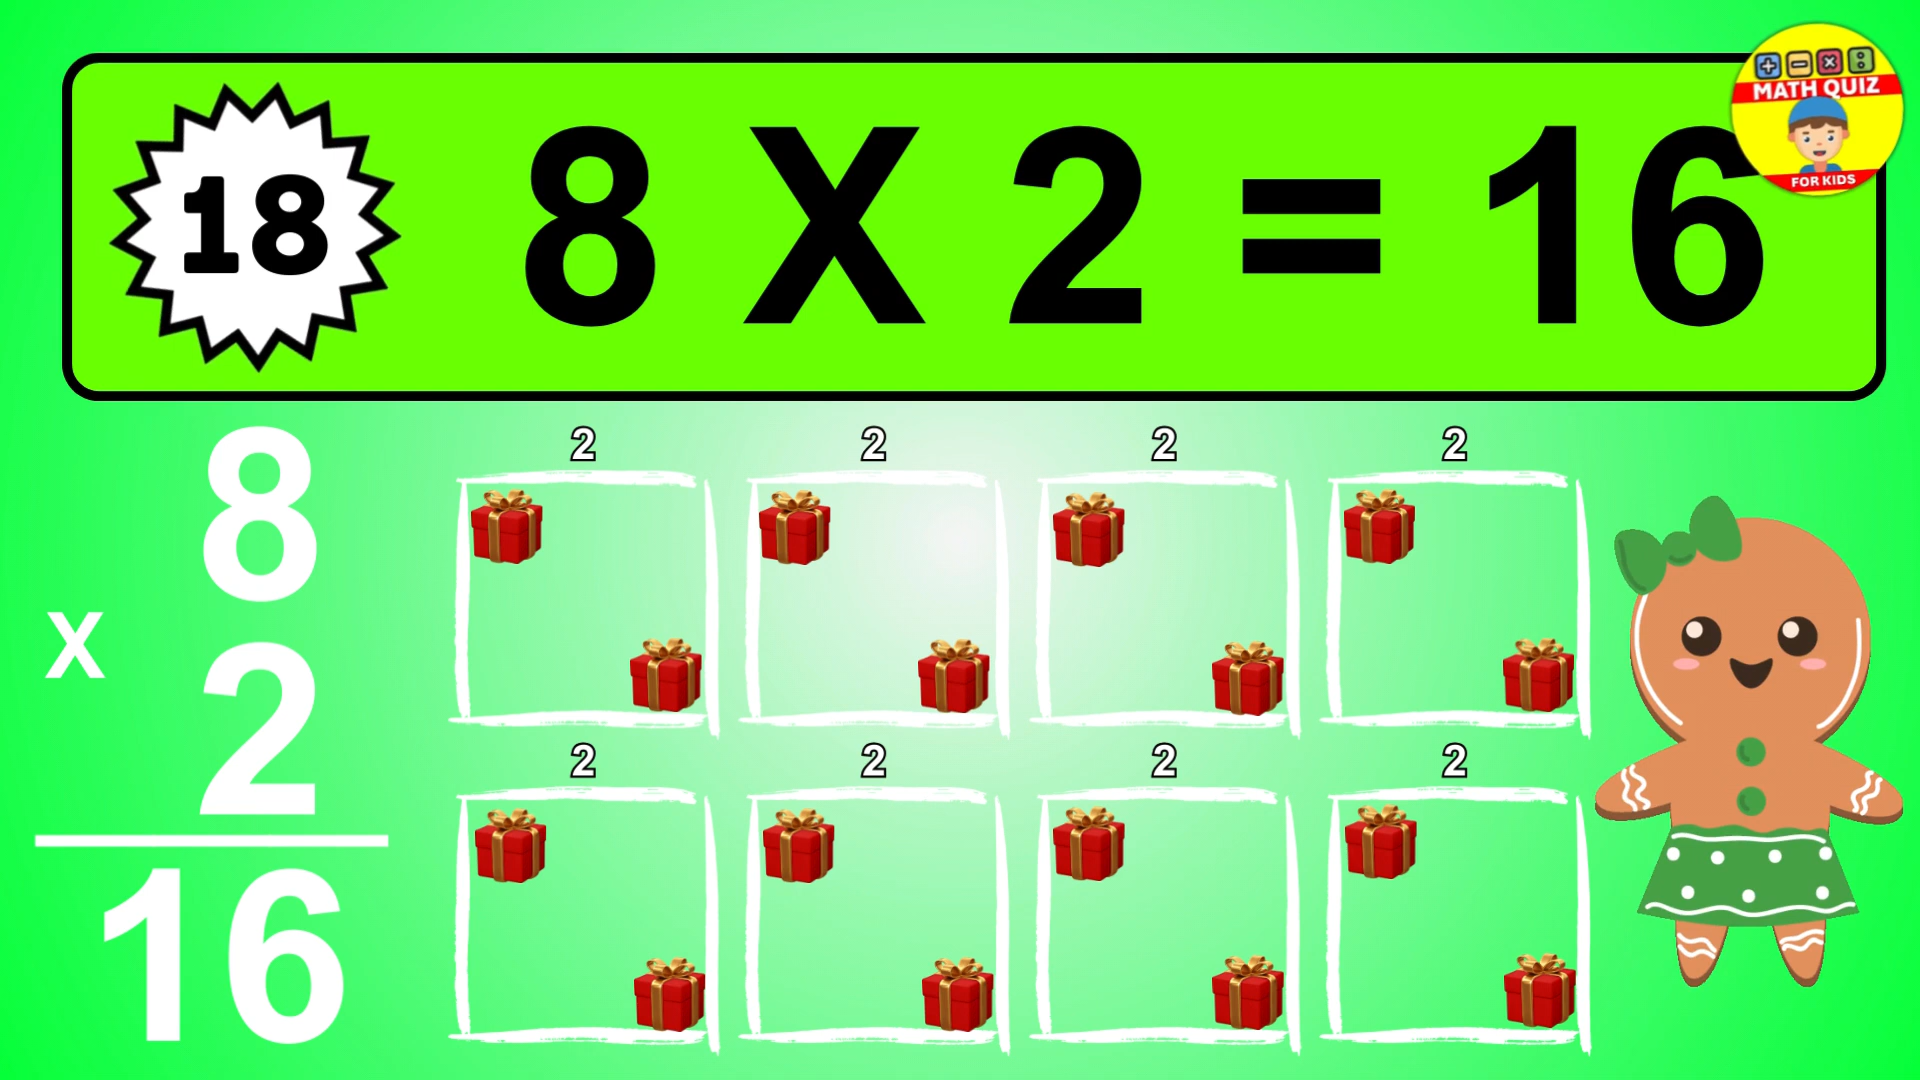 18 8 X 2 = 16
+ - × :
MATH QUIZ
FOR KIDS
8
X
2
16
2 2 2 2
2 2 2 2